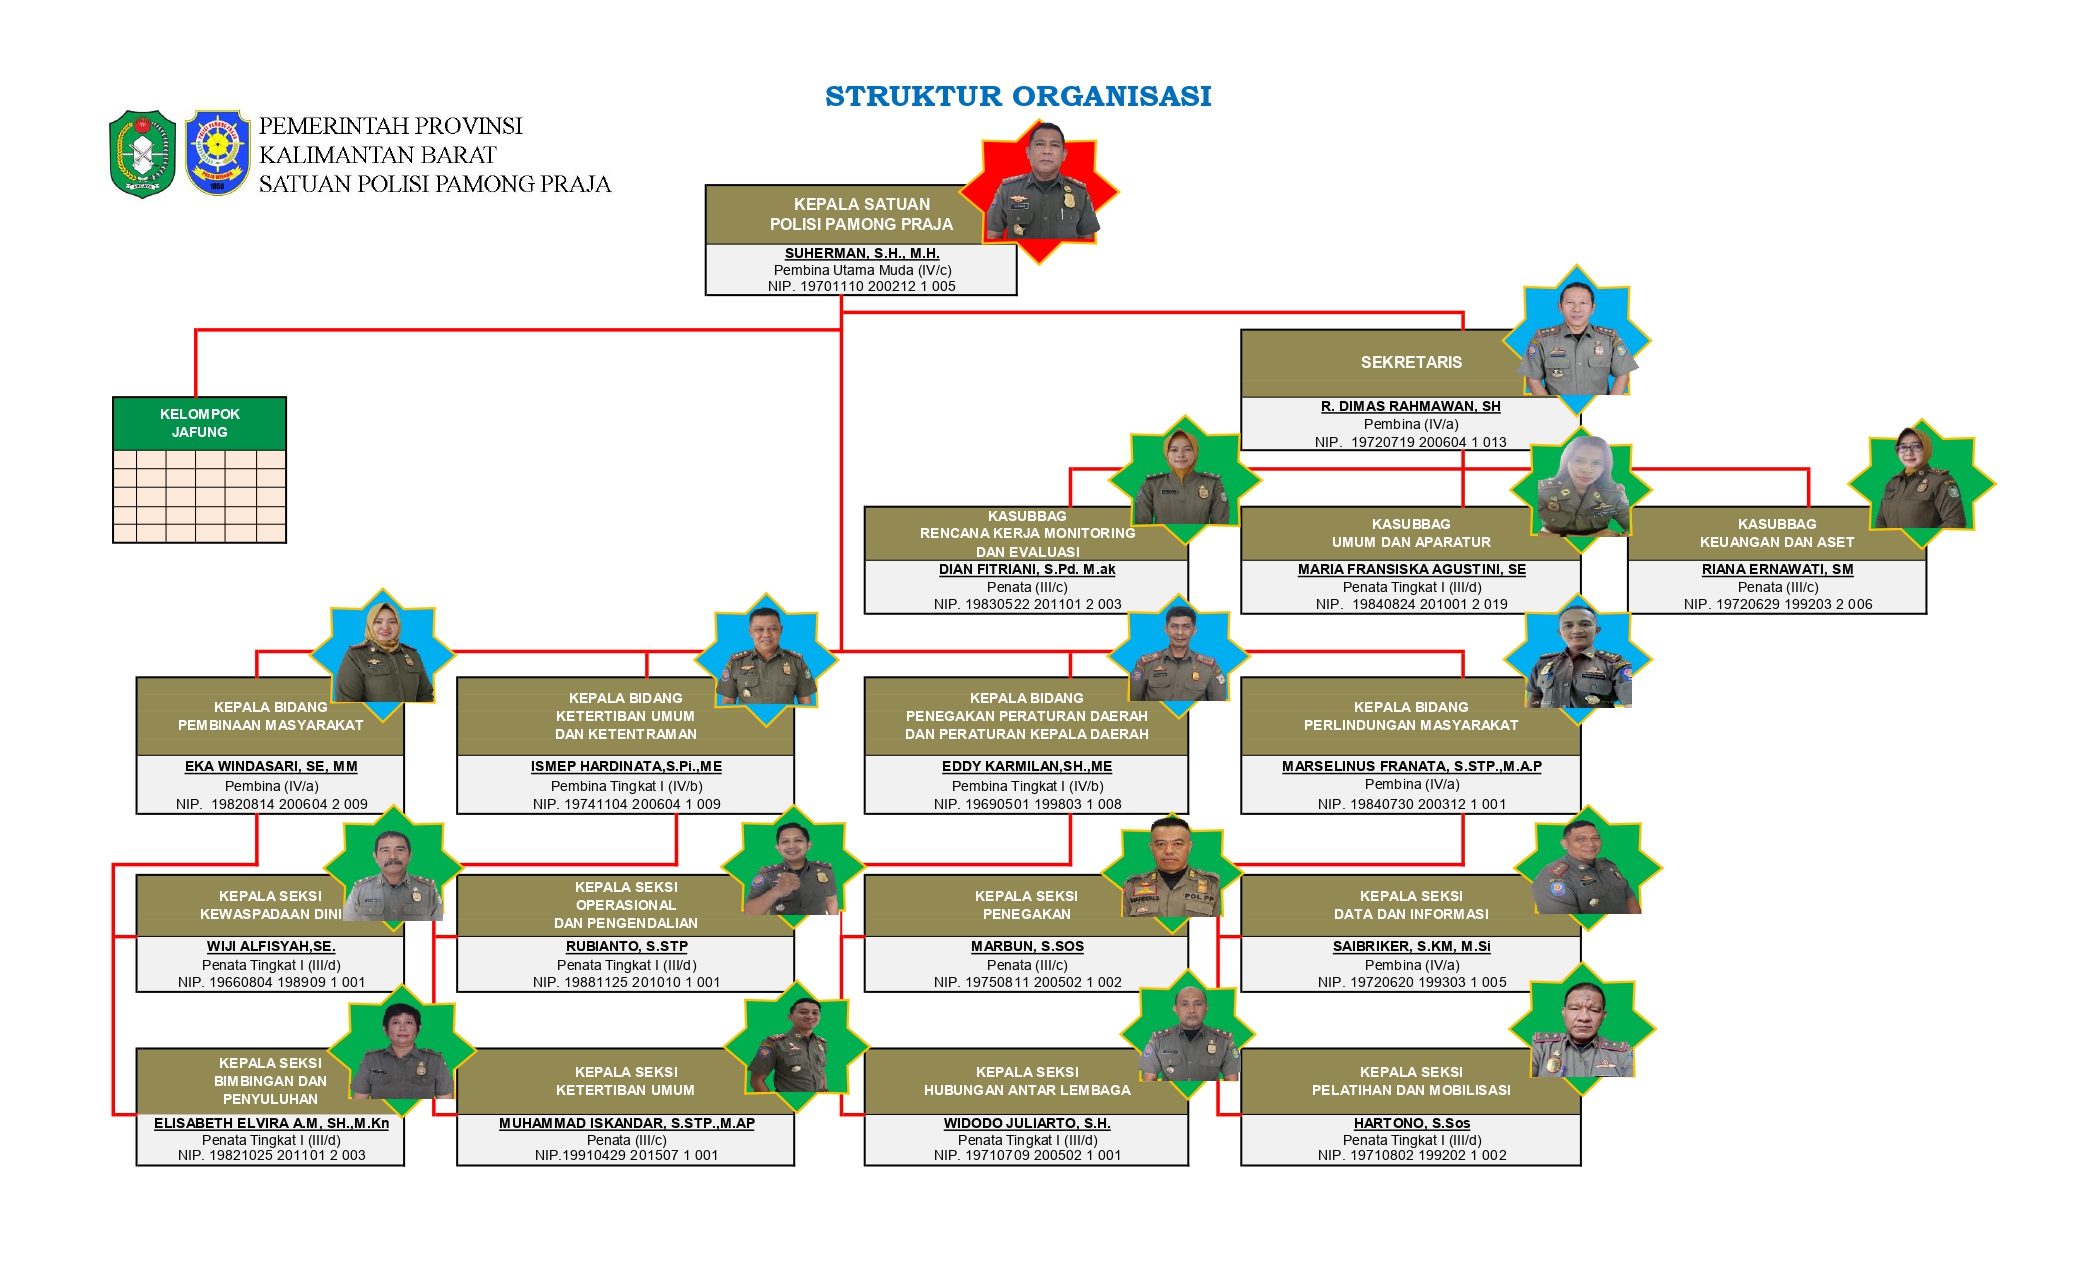 STRUKTUR ORGANISASI
PEMERINTAH PROVINSI
KALIMANTAN BARAT
SATUAN POLISI PAMONG PRAJA
KEPALA SATUAN
POLISI PAMONG PRAJA
SUHERMAN, S.H., M.H.
Pembina Utama Muda (IV/c)
NIP. 19701110 200212 1 005
SEKRETARIS
R. DIMAS RAHMAWAN, SH
Pembina (IV/a)
NIP. 19720719 200604 1 013
KELOMPOK
JAFUNG
KASUBBAG
RENCANA KERJA MONITORING
DAN EVALUASI
DIAN FITRIANI, S.Pd. M.ak
Penata (III/c)
NIP. 19830522 201101 2 003
KASUBBAG
UMUM DAN APARATUR
MARIA FRANSISKA AGUSTINI, SE
Penata Tingkat I (III/d)
NIP. 19840824 201001 2 019
KASUBBAG
KEUANGAN DAN ASET
RIANA ERNAWATI, SM
Penata (III/c)
NIP. 19720629 199203 2 006
KEPALA BIDANG
PEMBINAAN MASYARAKAT
EKA WINDASARI, SE, MM
Pembina (IV/a)
NIP. 19820814 200604 2 009
KEPALA BIDANG
KETERTIBAN UMUM
DAN KETENTRAMAN
ISMEP HARDINATA,S.Pi.,ME
Pembina Tingkat I (IV/b)
NIP. 19741104 200604 1 009
KEPALA BIDANG
PENEGAKAN PERATURAN DAERAH
DAN PERATURAN KEPALA DAERAH
EDDY KARMILAN,SH.,ME
Pembina Tingkat I (IV/b)
NIP. 19690501 199803 1 008
KEPALA BIDANG
PERLINDUNGAN MASYARAKAT
MARSELINUS FRANATA, S.STP.,M.A.P
Pembina (IV/a)
NIP. 19840730 200312 1 001
KEPALA SEKSI
KEWASPADAAN DINI
WIJI ALFISYAH,SE.
Penata Tingkat I (III/d)
NIP. 19660804 198909 1 001
KEPALA SEKSI
OPERASIONAL
DAN PENGENDALIAN
RUBIANTO, S.STP
Penata Tingkat I (III/d)
NIP. 19881125 201010 1 001
KEPALA SEKSI
PENEGAKAN
MARBUN, S.SOS
Penata (III/c)
NIP. 19750811 200502 1 002
POL PP
KEPALA SEKSI
DATA DAN INFORMASI
SAIBRIKER, S.KM, M.Si
Pembina (IV/a)
NIP. 19720620 199303 1 005
KEPALA SEKSI
BIMBINGAN DAN
PENYULUHAN
ELISABETH ELVIRA A.M, SH.,M.Kn
Penata Tingkat I (III/d)
NIP. 19821025 201101 2 003
KEPALA SEKSI
KETERTIBAN UMUM
MUHAMMAD ISKANDAR, S.STP.,M.AP
Penata (III/c)
NIP.19910429 201507 1 001
KEPALA SEKSI
HUBUNGAN ANTAR LEMBAGA
WIDODO JULIARTO, S.H.
Penata Tingkat I (III/d)
NIP. 19710709 200502 1 001
KEPALA SEKSI
PELATIHAN DAN MOBILISASI
HARTONO, S.Sos
Penata Tingkat I (III/d)
NIP. 19710802 199202 1 002